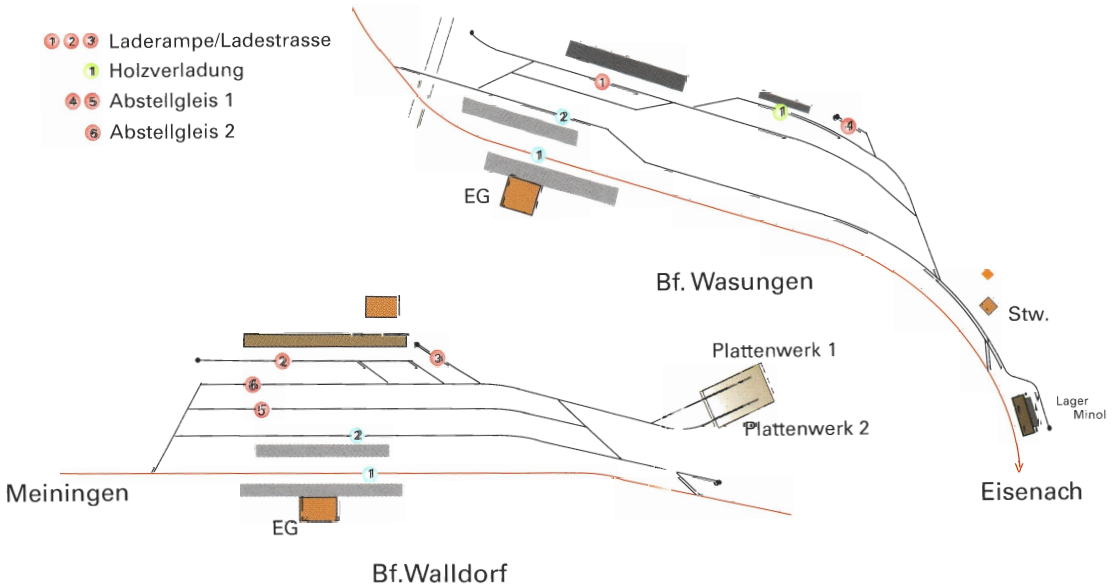 1 2 3 Laderampe/Ladestrasse
1 Holzverladung
4 5 Abstellgleis 1
6 Abstellgleis 2
1
1
4
2
1
EG
Bf. Wasungen
Stw.
Plattenwerk 1
3
2
6
Lager
Minol
5
Plattenwerk 2
2
1
Meiningen
Eisenach
EG
Bf.Walldorf